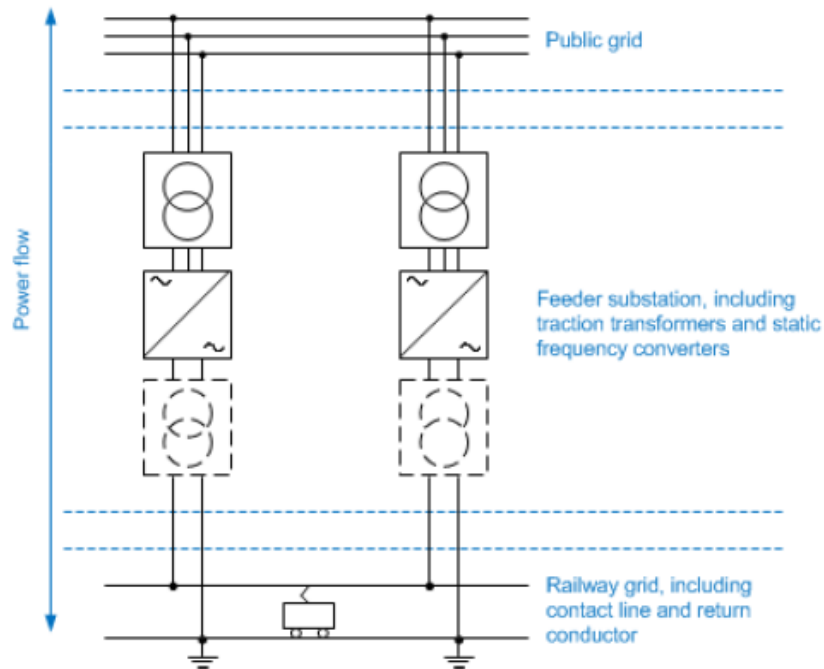 Public grid
Power flow
Feeder substation, including
traction transformers and static
frequency converters
Railway grid, including
contact line and return
conductor